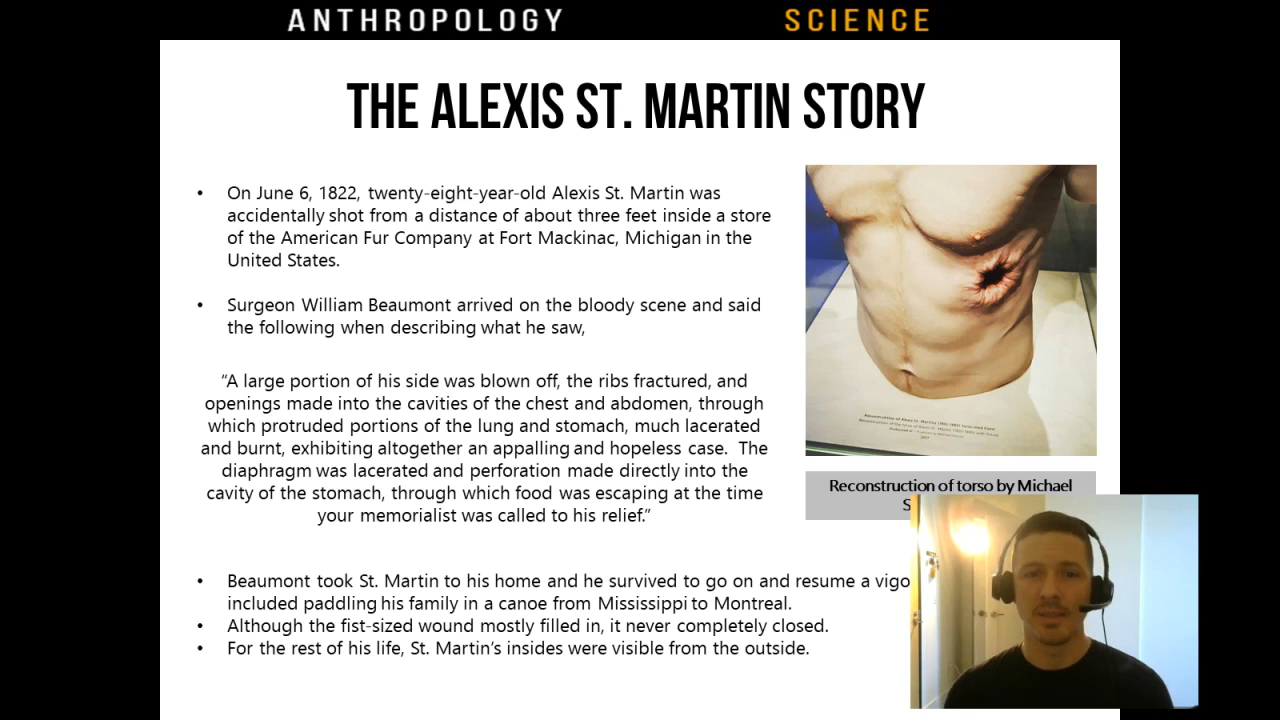 ANTHROPOLOGY SCIENCE
THE ALEXIS ST. MARTIN STORY
• On June 6, 1822, twenty-eight-year-old Alexis St. Martin was
accidentally shot from a distance of about three feet inside a store
of the American Fur Company at Fort Mackinac, Michigan in the
United States.
• Surgeon William Beaumont arrived on the bloody scene and said
the following when describing what he saw,
“A large portion of his side was blown off, the ribs fractured, and
openings made into the cavities of the chest and abdomen, through
which protruded portions of the lung and stomach, much lacerated
and burnt, exhibiting altogether an appalling and hopeless case. The
diaphragm was lacerated and perforation made directly into the
cavity of the stomach, through which food was escaping at the time
your memorialist was called to his relief.”
Reconstruction of torso by Michael
• Beaumont took St. Martin to his home and he survived to go on and resume a vigo
included paddling his family in a canoe from Mississippi to Montreal.
• Although the fist-sized wound mostly filled in, it never completely closed.
• For the rest of his life, St. Martin’s insides were visible from the outside.